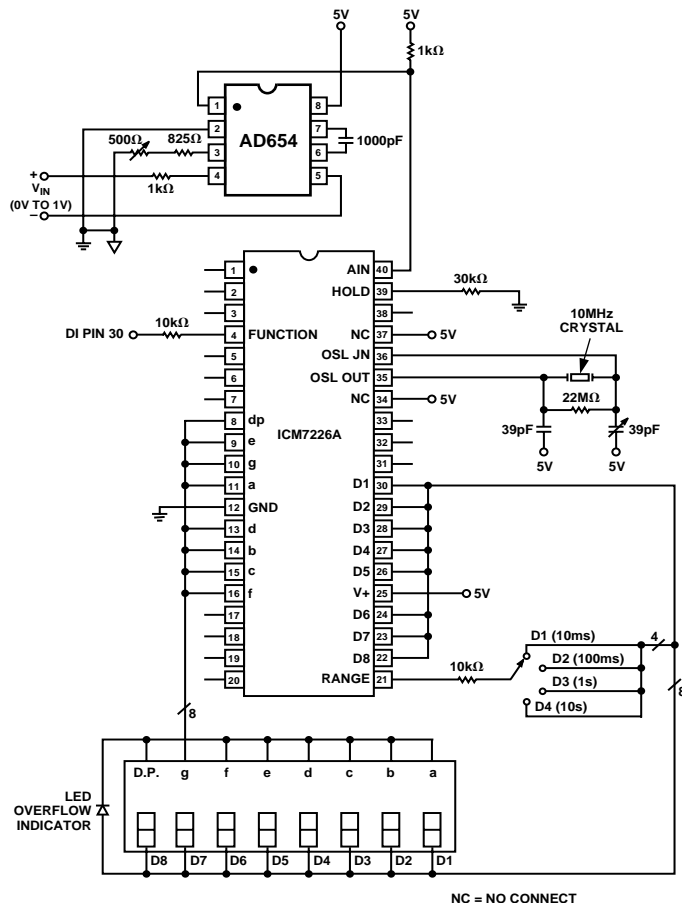 5V
5V
1kΩ
1
2
3
4
8
7
6
5
AD654
1000pF
500Ω
825Ω
+
VIN
(0V TO 1V)
–
1kΩ
ICM7226A
1
2
3
DI PIN 30
10kΩ
4 FUNCTION
5
6
7
8 dp
9 e
10 g
11 a
12 GND
13 d
14 b
15 c
16 f
17
18
19
20
AIN 40
HOLD 39
30kΩ
38
NC 37
5V
OSL JN 36
OSL OUT 35
NC 34
5V
33
32
31
D1 30
D2 29
D3 28
D4 27
D5 26
V+ 25
5V
D6 24
D7 23
D8 22
RANGE 21
10kΩ
10MHz
CRYSTAL
22MΩ
39pF
39pF
5V
5V
D1 (10ms)
D2 (100ms)
D3 (1s)
D4 (10s)
4
8
8
LED
OVERFLOW
INDICATOR
D.P. g f e d c b a
D8 D7 D6 D5 D4 D3 D2 D1
NC = NO CONNECT